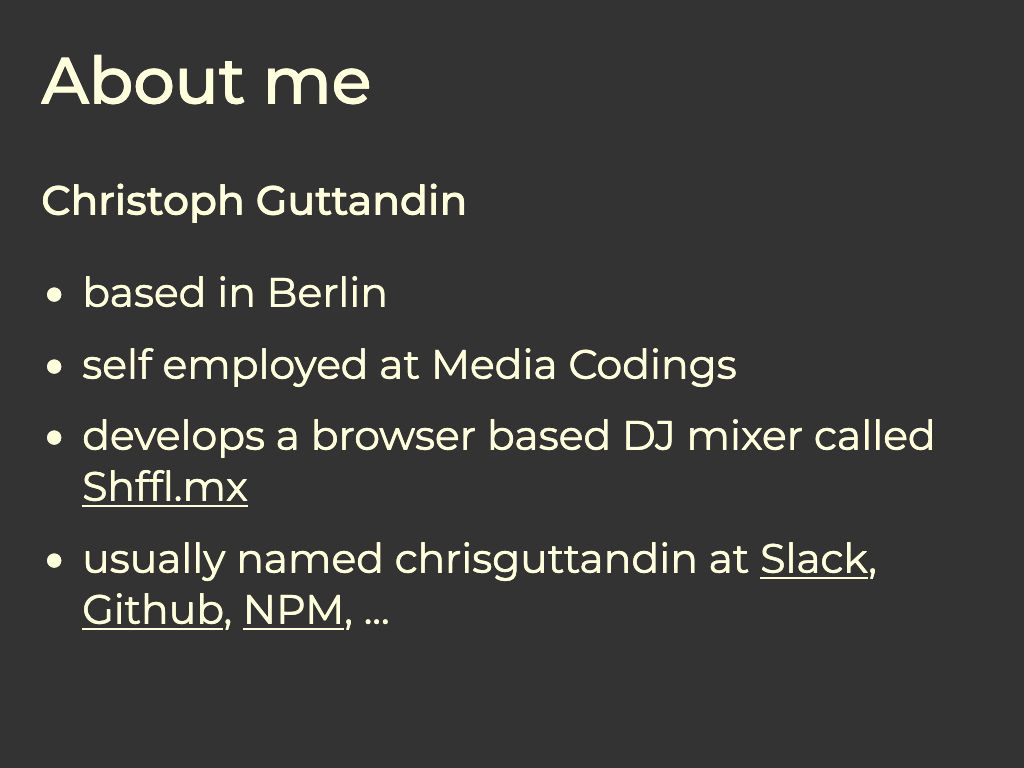 About me
Christoph Guttandin
• based in Berlin
• self employed at Media Codings
• develops a browser based DJ mixer called
Shffl.mx
• usually named chrisguttandin at Slack,
Github, NPM, ...